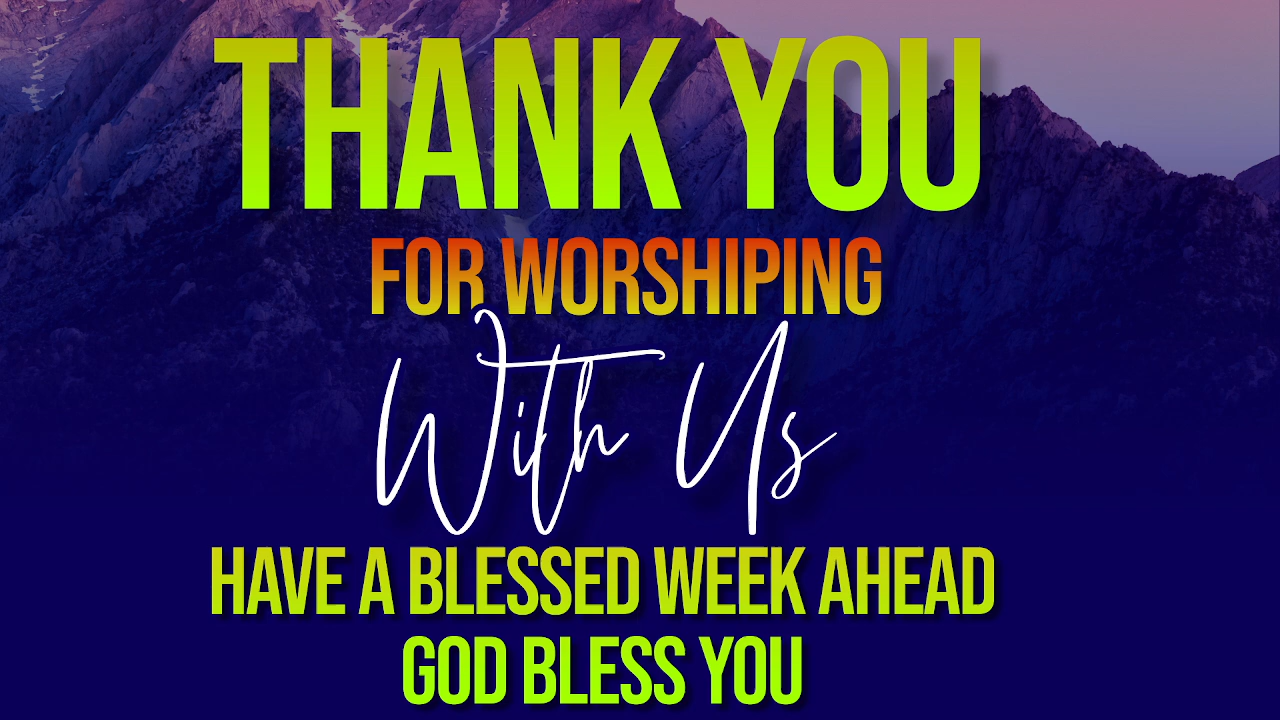 THANK YOU
FOR WORSHIPING
With Us
HAVE A BLESSED WEEK AHEAD
GOD BLESS YOU